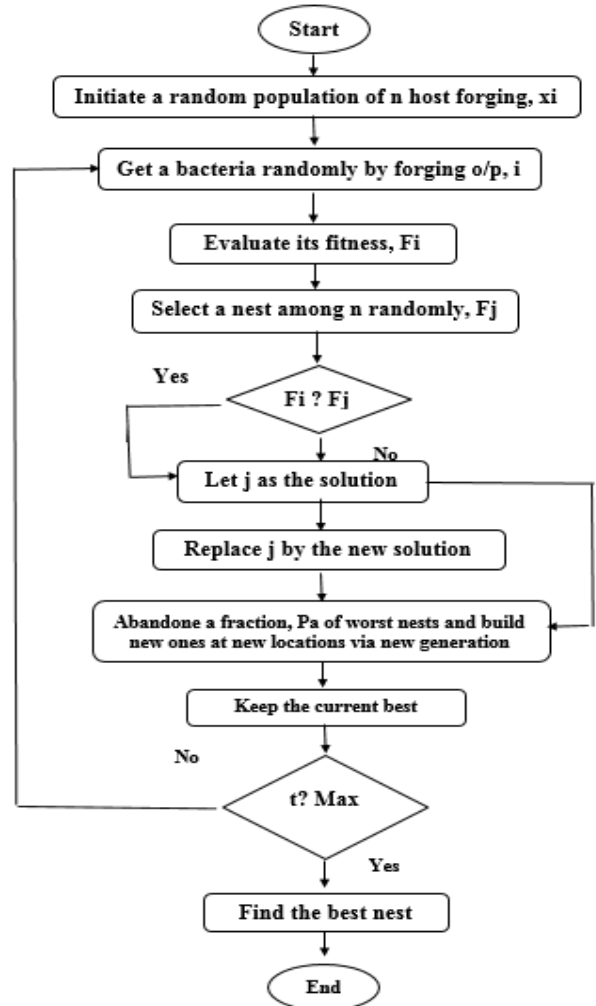 Start
Initiate a random population of n host forging, xi
Get a bacteria randomly by forging o/p, i
Evaluate its fitness, Fi
Select a nest among n randomly, Fj
Yes
Fi ? Fj
No
Let j as the solution
Replace j by the new solution
Abandone a fraction, Pa of worst nests and build
new ones at new locations via new generation
Keep the current best
No
t? Max
Yes
Find the best nest
End